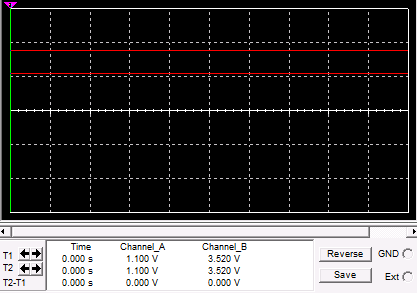 Time Channel_A Channel_B
T1 0.000 s 1.100 V 3.520 V
T2 0.000 s 1.100 V 3.520 V
T2-T1 0.000 s 0.000 V 0.000 V
Reverse GND
Save Ext